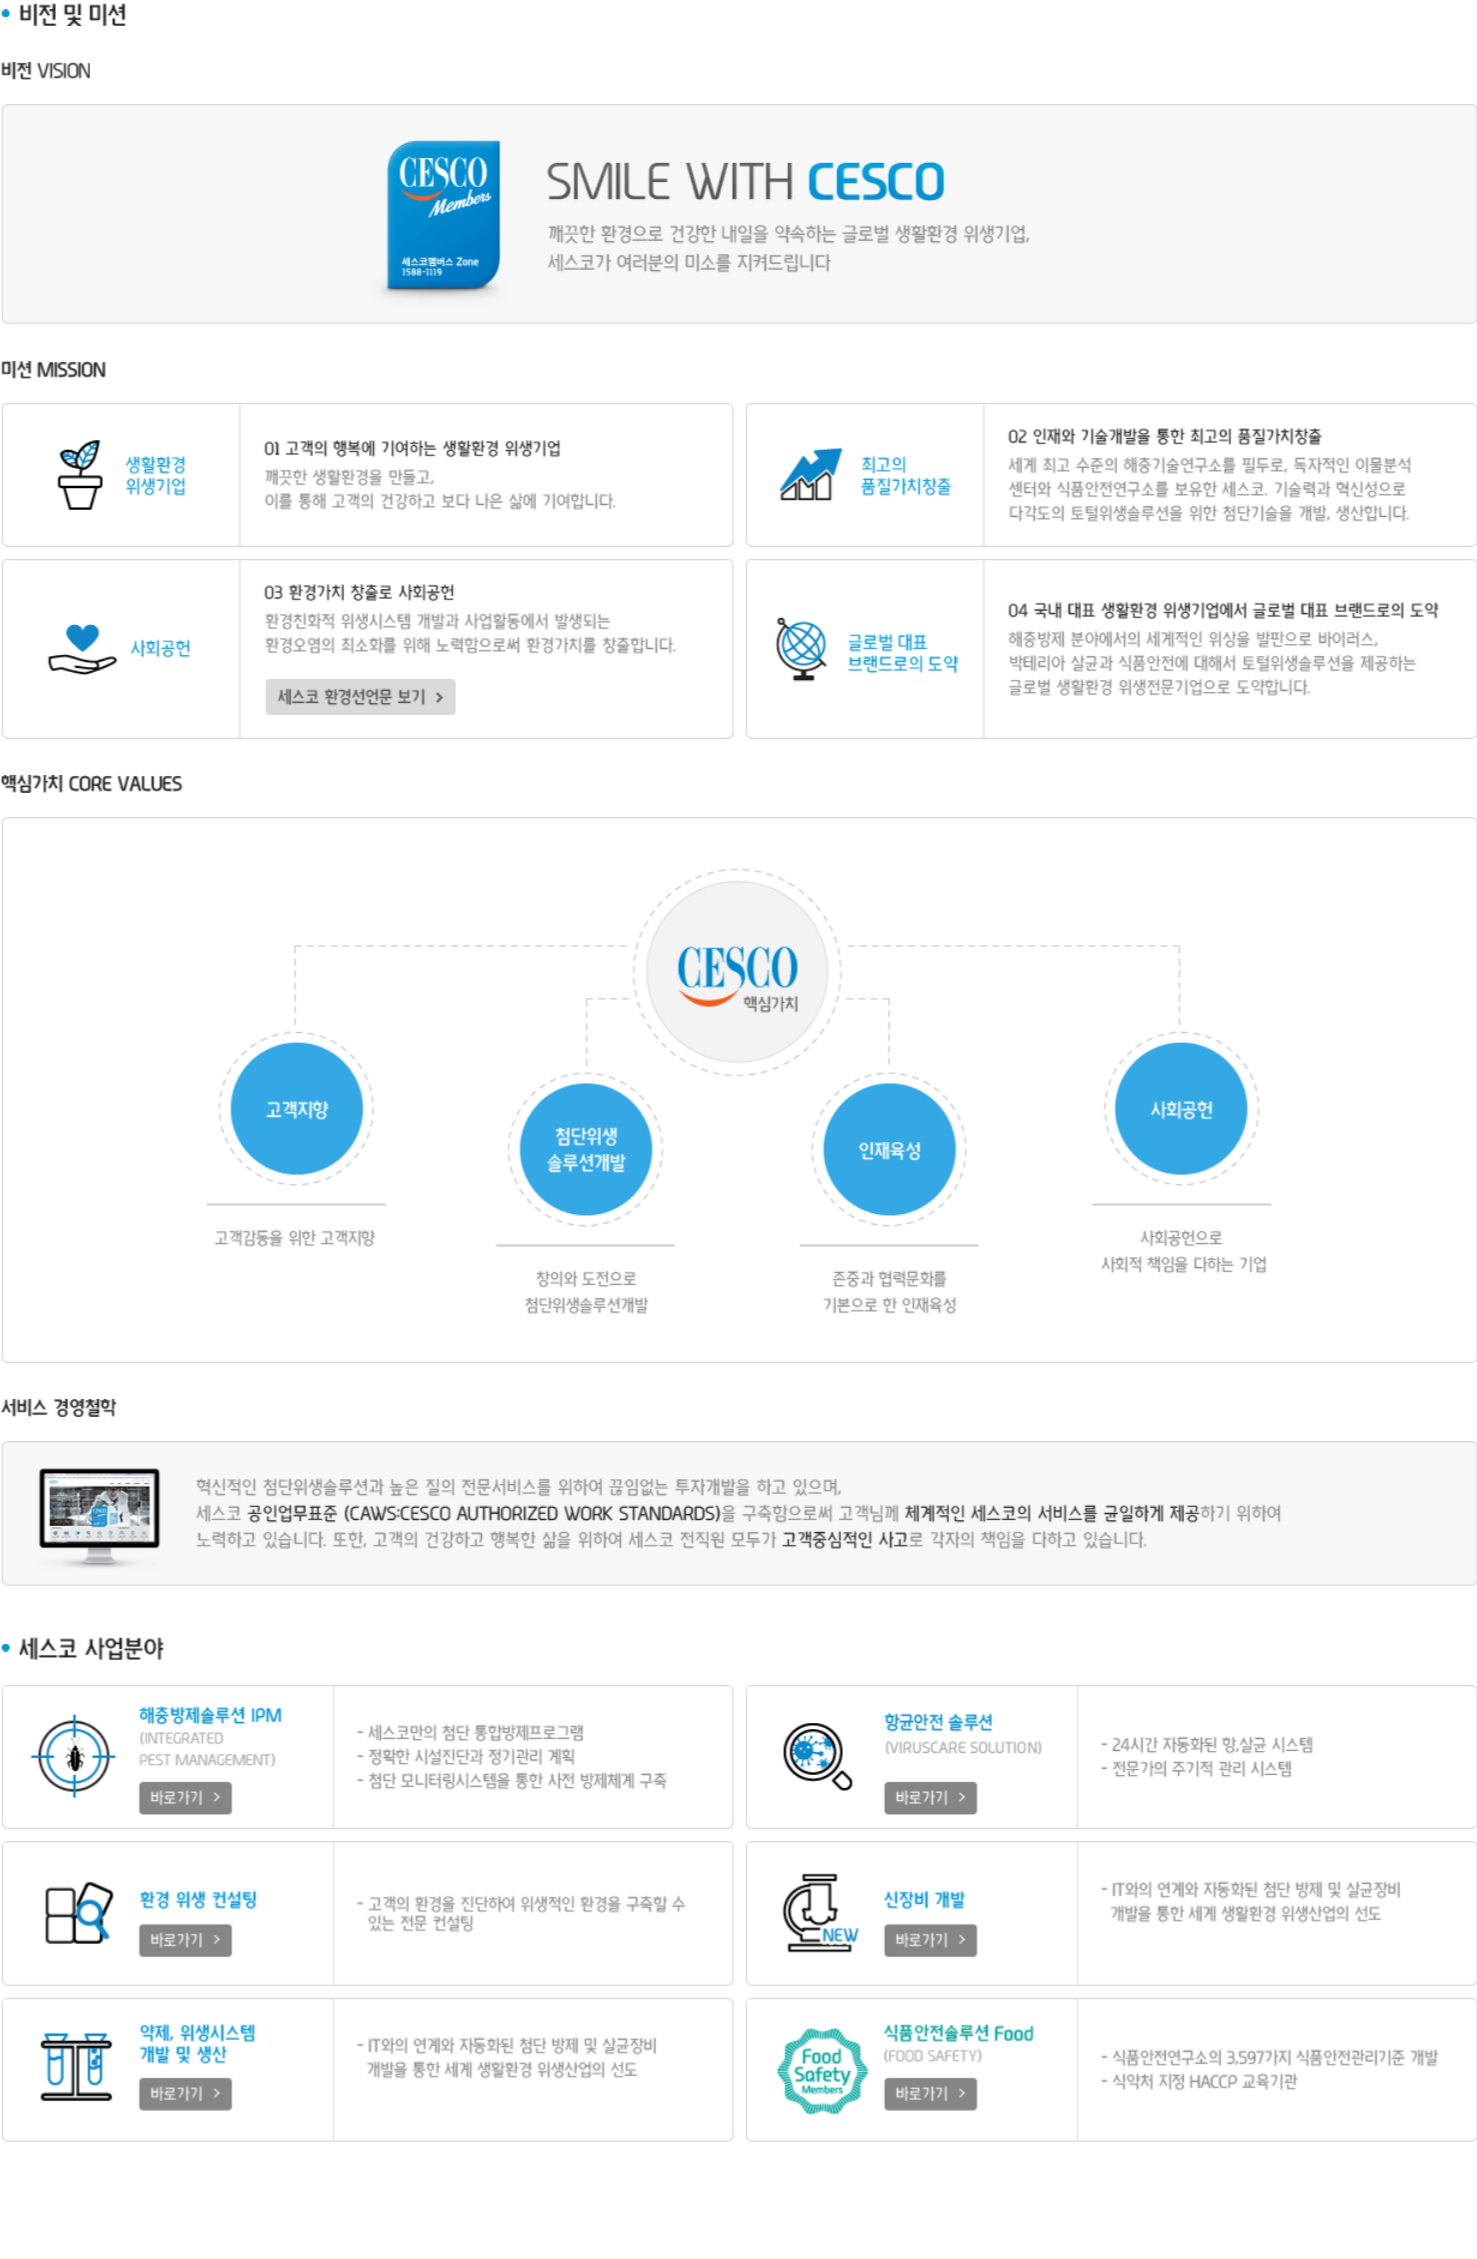 비전 및 미션
비전 VISION
CESCO
Members
세스코멤버스 Zone
1588-1119
SMILE WITH CESCO
깨끗한 환경으로 건강한 내일을 약속하는 글로벌 생활환경 위생기업,
세스코가 여러분의 미소를 지켜드립니다
미션 MISSION
생활환경
위생기업
01 고객의 행복에 기여하는 생활환경 위생기업
깨끗한 생활환경을 만들고,
이를 통해 고객의 건강하고 보다 나은 삶에 기여합니다.
최고의
품질가치창출
02 인재와 기술개발을 통한 최고의 품질가치창출
세계 최고 수준의 해충기술연구소를 필두로, 독자적인 이물분석
센터와 식품안전연구소를 보유한 세스코. 기술력과 혁신성으로
다각도의 토털위생솔루션을 위한 첨단기술을 개발, 생산합니다.
사회공헌
03 환경가치 창출로 사회공헌
환경친화적 위생시스템 개발과 사업활동에서 발생되는
환경오염의 최소화를 위해 노력함으로써 환경가치를 창출합니다.
세스코 환경선언문 보기 >
글로벌 대표
브랜드로의 도약
04 국내 대표 생활환경 위생기업에서 글로벌 대표 브랜드로의 도약
해충방제 분야에서의 세계적인 위상을 발판으로 바이러스,
박테리아 살균과 식품안전에 대해서 토털위생솔루션을 제공하는
글로벌 생활환경 위생전문기업으로 도약합니다.
핵심가치 CORE VALUES
CESCO
핵심가치
고객지향
첨단위생
솔루션개발
인재육성
사회공헌
고객감동을 위한 고객지향
창의와 도전으로
첨단위생솔루션개발
존중과 협력문화를
기본으로 한 인재육성
사회공헌으로
사회적 책임을 다하는 기업
서비스 경영철학
혁신적인 첨단위생솔루션과 높은 질의 전문서비스를 위하여 끊임없는 투자개발을 하고 있으며,
세스코 공인업무표준 (CAWS:CESCO AUTHORIZED WORK STANDARDS)을 구축함으로써 고객님께 체계적인 세스코의 서비스를 균일하게 제공하기 위하여
노력하고 있습니다. 또한, 고객의 건강하고 행복한 삶을 위하여 세스코 전직원 모두가 고객중심적인 사고로 각자의 책임을 다하고 있습니다.
세스코 사업분야
해충방제솔루션 IPM
(INTEGRATED
PEST MANAGEMENT)
바로가기 >
- 세스코만의 첨단 통합방제프로그램
- 정확한 시설진단과 정기관리 계획
- 첨단 모니터링시스템을 통한 사전 방제체계 구축
항균안전 솔루션
(VIRUSCARE SOLUTION)
바로가기 >
- 24시간 자동화된 항,살균 시스템
- 전문가의 주기적 관리 시스템
환경 위생 컨설팅
바로가기 >
- 고객의 환경을 진단하여 위생적인 환경을 구축할 수
있는 전문 컨설팅
NEW
신장비 개발
바로가기 >
- IT와의 연계와 자동화된 첨단 방제 및 살균장비
개발을 통한 세계 생활환경 위생산업의 선도
약제, 위생시스템
개발 및 생산
바로가기 >
- IT와의 연계와 자동화된 첨단 방제 및 살균장비
개발을 통한 세계 생활환경 위생산업의 선도
Food
Safety
Members
식품안전솔루션 Food
(FOOD SAFETY)
바로가기 >
- 식품안전연구소의 3,597가지 식품안전관리기준 개발
- 식약처 지정 HACCP 교육기관